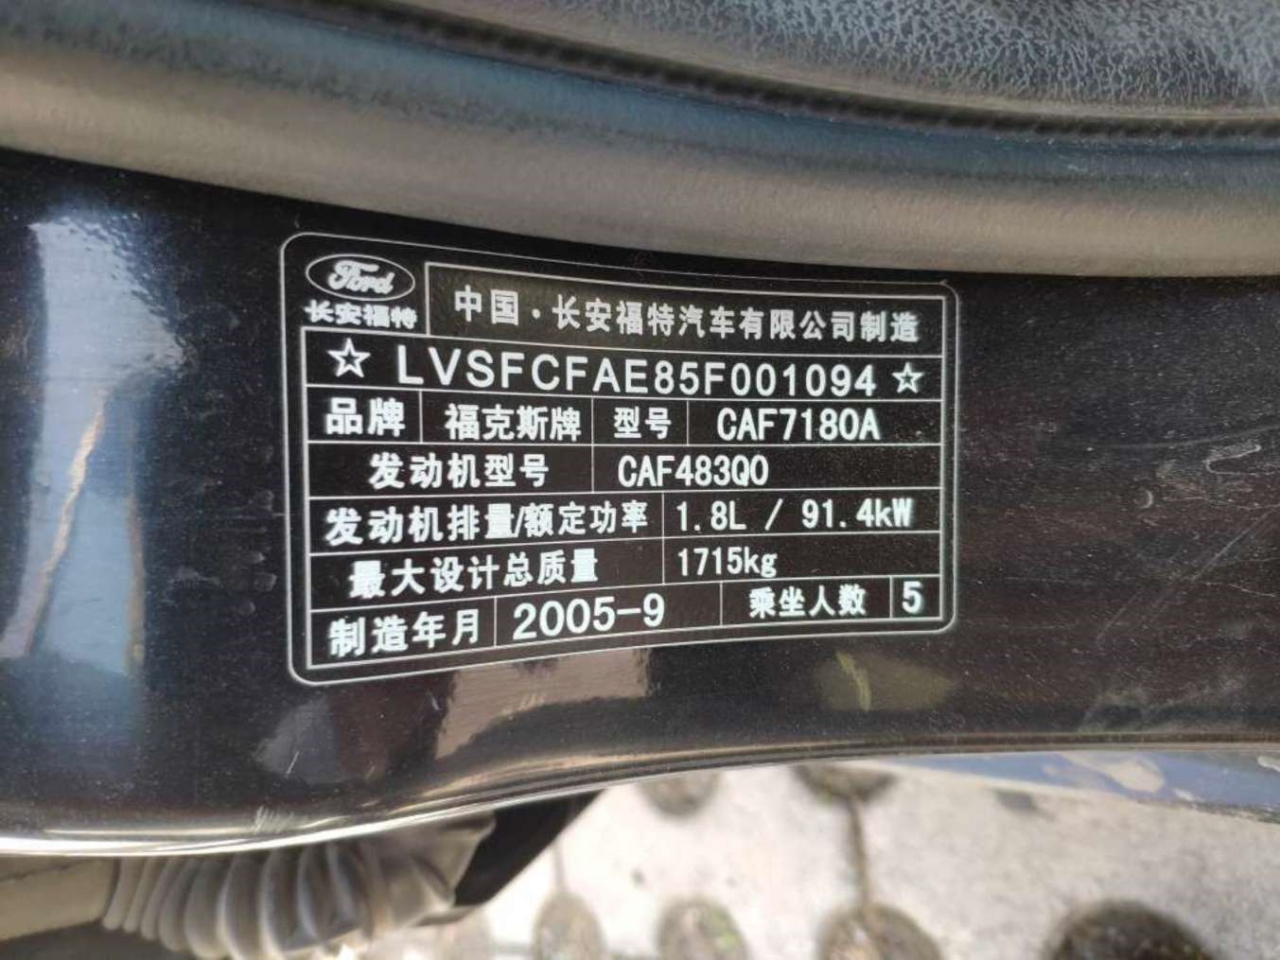 Ford
长安福特
中国·长安福特汽车有限公司制造
☆ LVSFCFAE85F001094 ☆
品牌 福克斯牌 型号 CAF7180A
发动机型号 CAF483Q0
发动机排量/额定功率 1.8L / 91.4kW
最大设计总质量 1715kg
制造年月 2005-9 乘坐人数 5